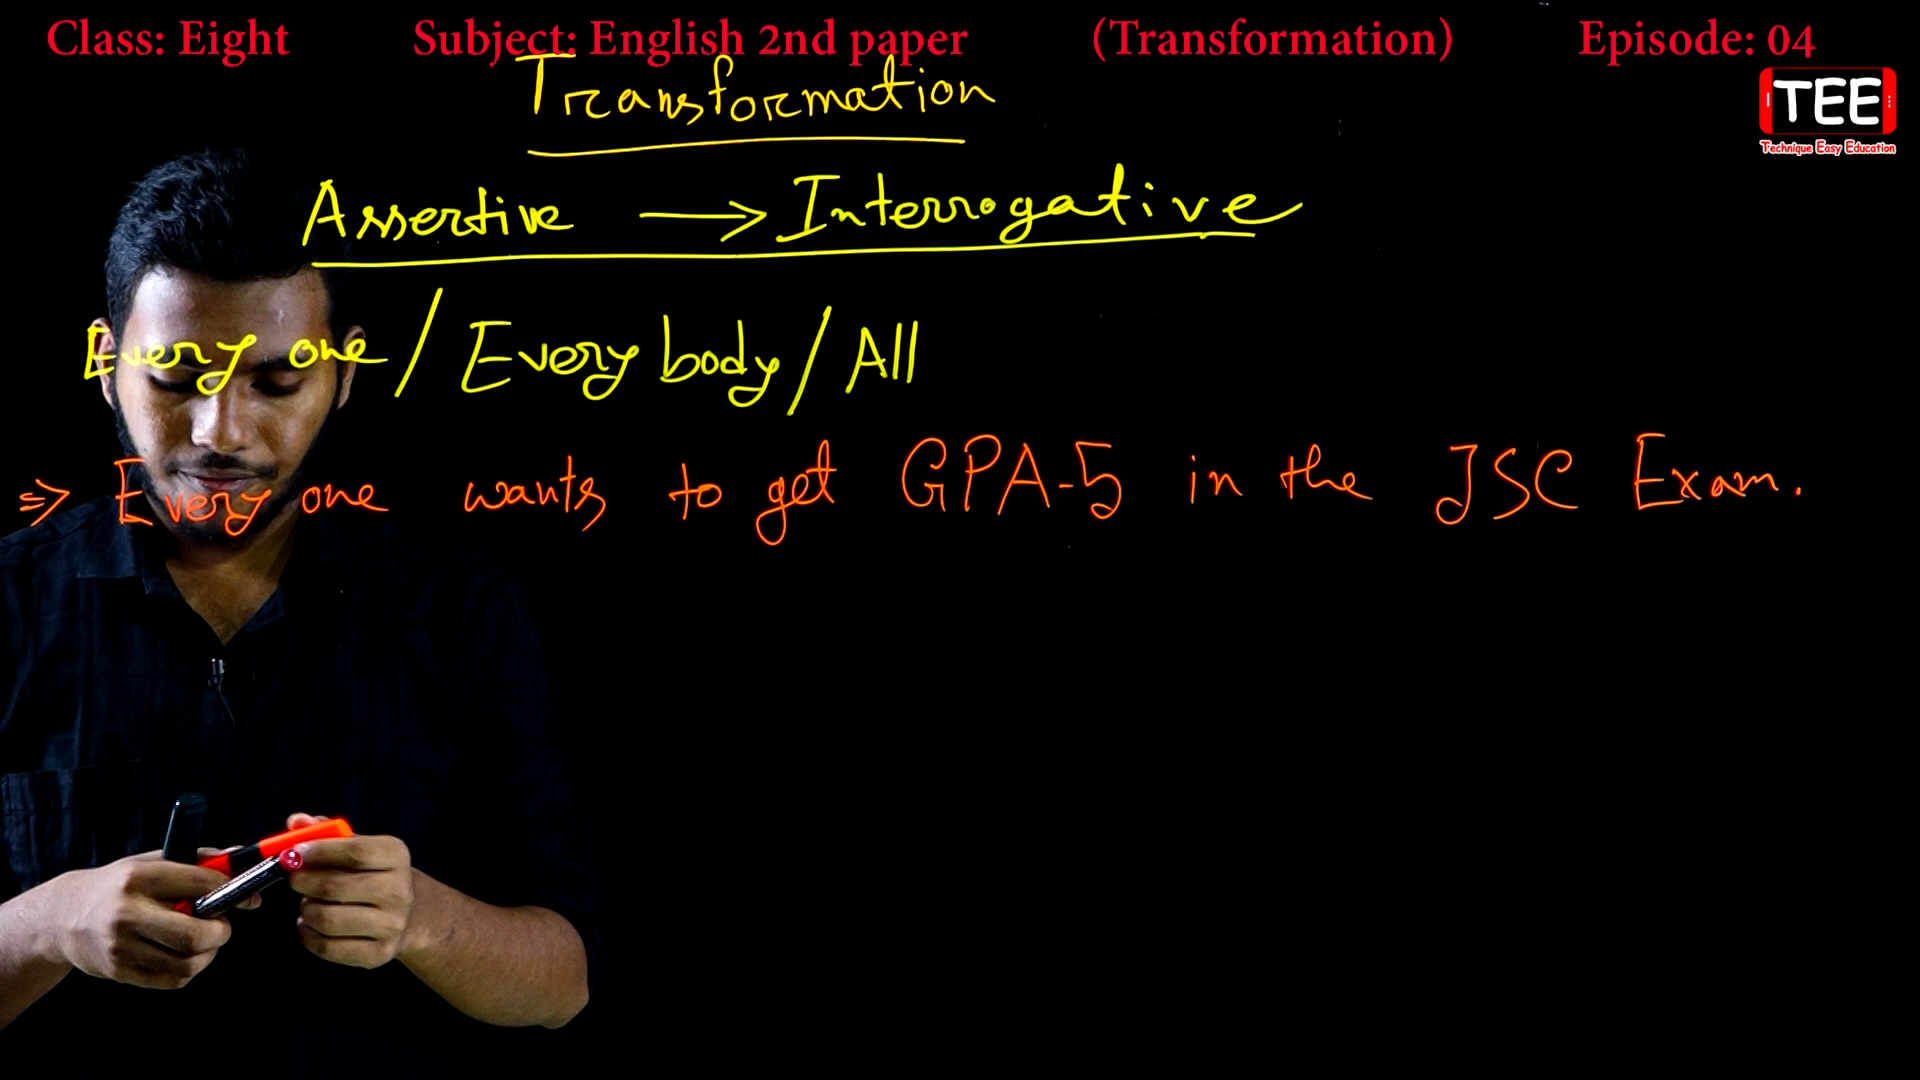 Class: Eight Subject: English 2nd paper (Transformation) Episode: 04
TEE
Technique Easy Education
Transformation
Assertive → Interrogative
Every one / Every body / All
⇒ Every one wants to get GPA-5 in the JSC Exam.